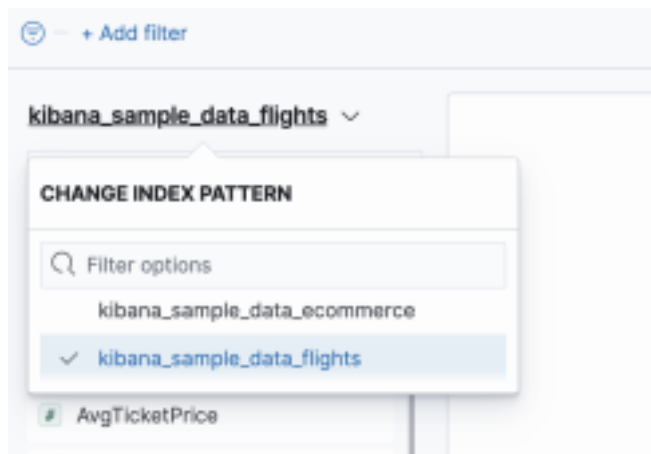 + Add filter
kibana_sample_data_flights
CHANGE INDEX PATTERN
Filter options
kibana_sample_data_ecommerce
kibana_sample_data_flights
# AvgTicketPrice